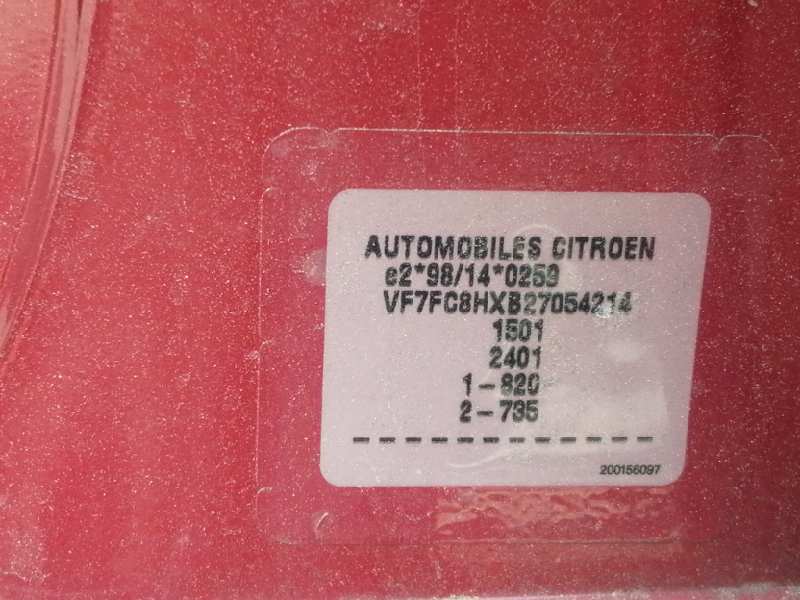 AUTOMOBILES CITROEN
e2*98/14*0259
VF7FC8HXB27054214
1501
2401
1-820
2-735
200156097